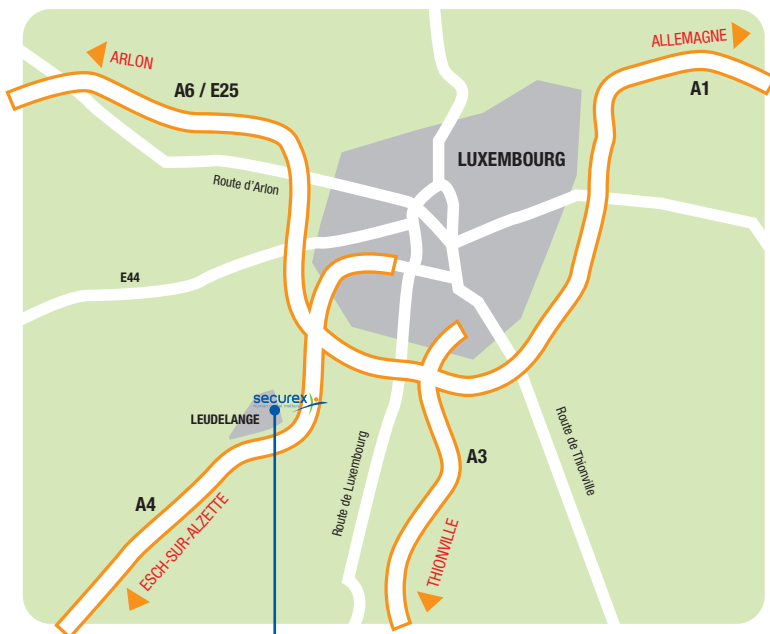 ARLON
ALLEMAGNE
A6 / E25
A1
LUXEMBOURG
Route d'Arlon
E44
securex
LEUDELANGE
Route de Luxembourg
Route de Thionville
A3
A4
ESCH-SUR-ALZETTE
THIONVILLE